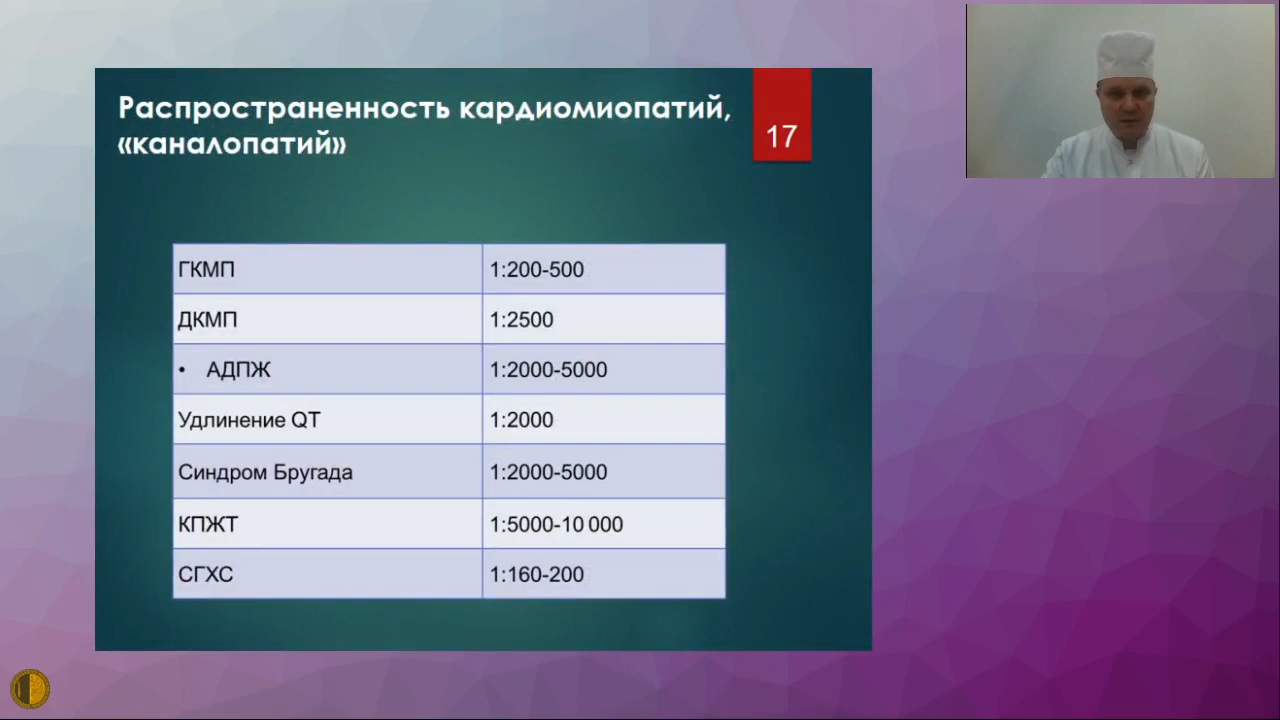 Распространенность кардиомиопатий,
«каналопатий»
17
ГКМП 1:200-500
ДКМП 1:2500
• АДПЖ 1:2000-5000
Удлинение QT 1:2000
Синдром Бругада 1:2000-5000
КПЖТ 1:5000-10 000
СГХС 1:160-200